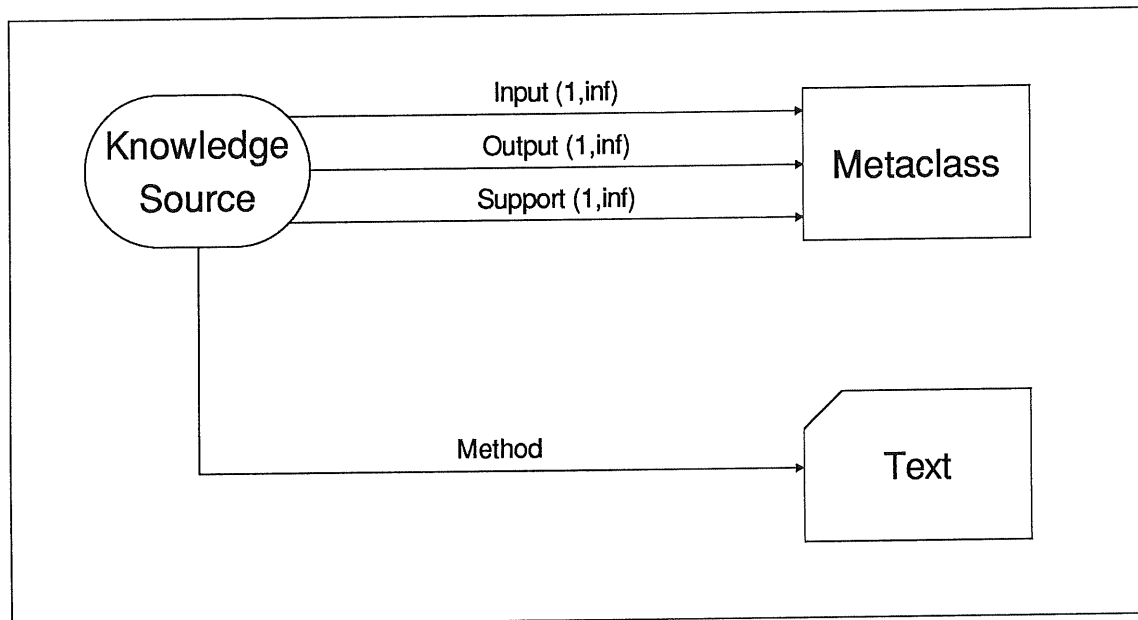 Input (1,inf)
Knowledge
Source
Output (1,inf)
Metaclass
Support (1,inf)
Method
Text